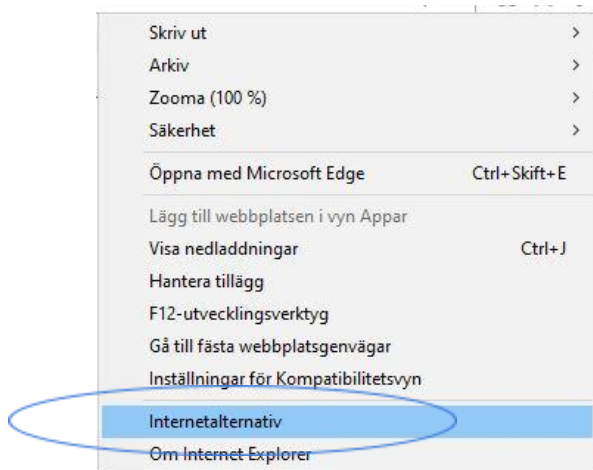 Skriv ut
Arkiv
Zooma (100 %)
Säkerhet
Öppna med Microsoft Edge Ctrl+Skift+E
Lägg till webbplatsen i vyn Appar
Visa nedladdningar Ctrl+J
Hantera tillägg
F12-utvecklingsverktyg
Gå till fästa webbplatsgenvägar
Inställningar för Kompatibilitetsvyn
Internetalternativ
Om Internet Explorer